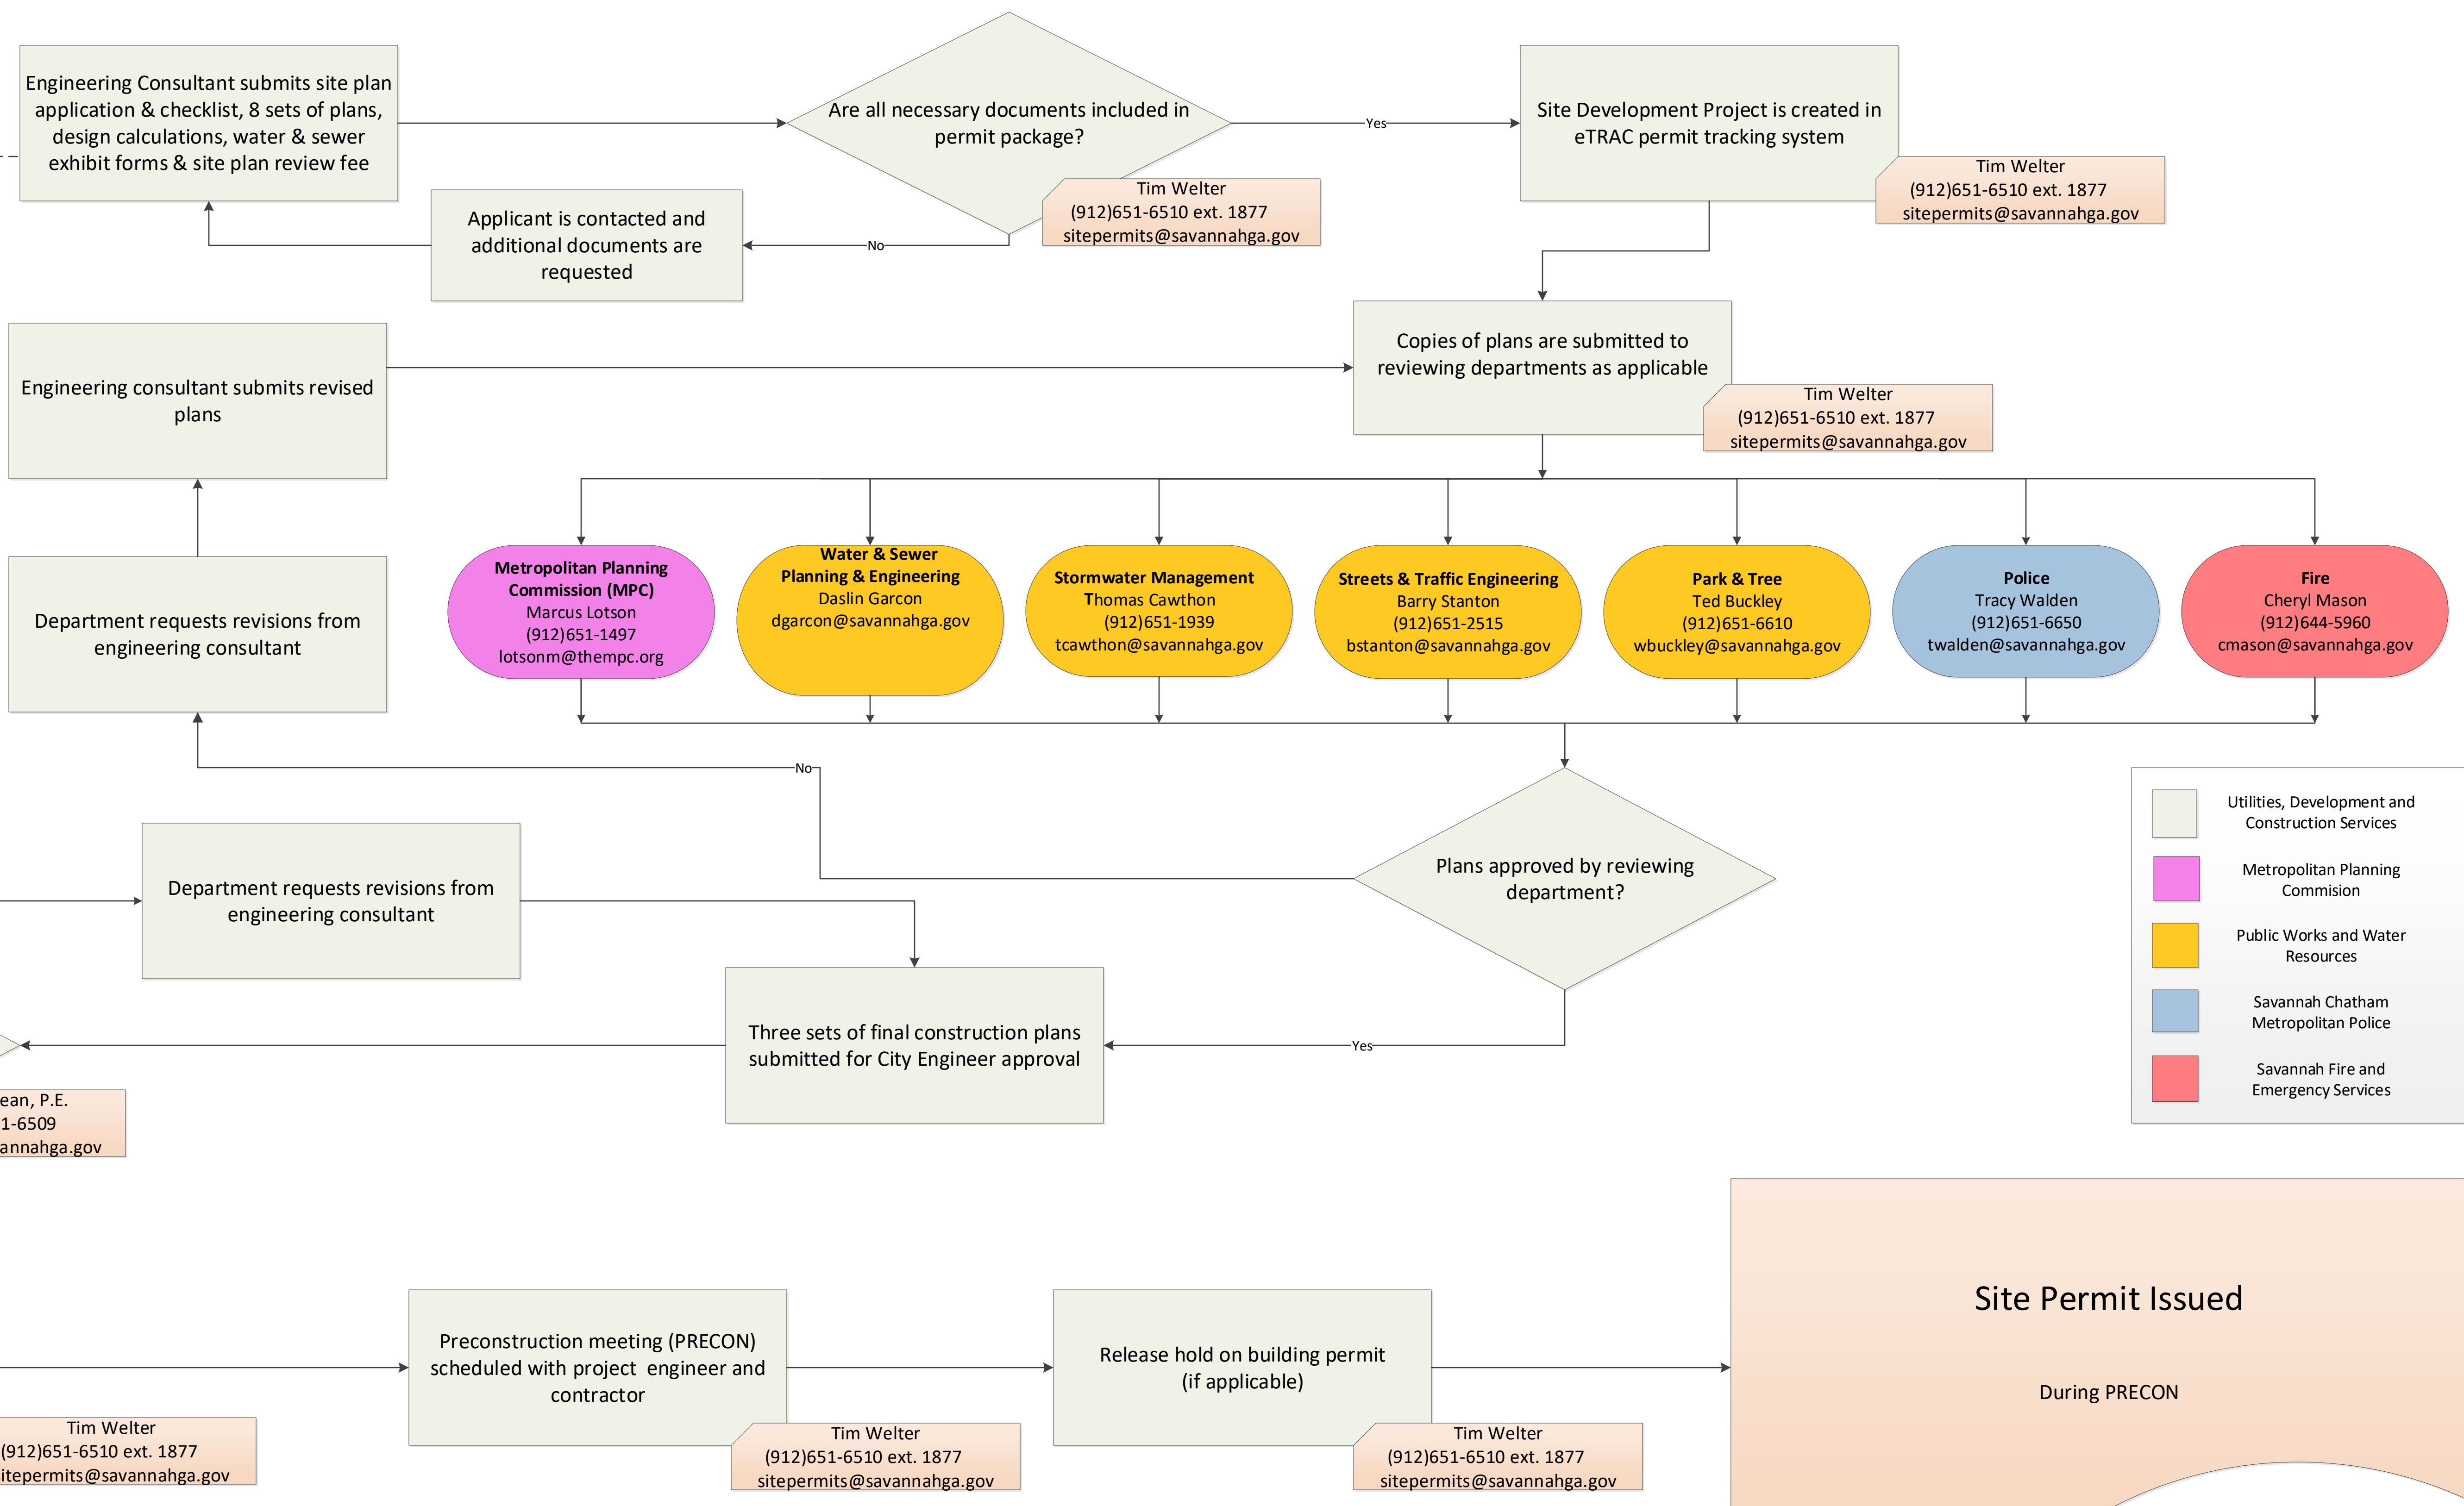 Engineering Consultant submits site plan
application & checklist, 8 sets of plans,
design calculations, water & sewer
exhibit forms & site plan review fee
Are all necessary documents included in
permit package?
Yes
Site Development Project is created in
eTRAC permit tracking system
Tim Welter
(912)651-6510 ext. 1877
sitepermits@savannahga.gov
Tim Welter
(912)651-6510 ext. 1877
sitepermits@savannahga.gov
No
Applicant is contacted and
additional documents are
requested
Engineering consultant submits revised
plans
Copies of plans are submitted to
reviewing departments as applicable
Tim Welter
(912)651-6510 ext. 1877
sitepermits@savannahga.gov
Department requests revisions from
engineering consultant
Metropolitan Planning
Commission (MPC)
Marcus Lotson
(912)651-1497
lotsonm@thempc.org
Water & Sewer
Planning & Engineering
Daslin Garcon
dgarcon@savannahga.gov
Stormwater Management
Thomas Cawthon
(912)651-1939
tcawthon@savannahga.gov
Streets & Traffic Engineering
Barry Stanton
(912)651-2515
bstanton@savannahga.gov
Park & Tree
Ted Buckley
(912)651-6610
wbuckley@savannahga.gov
Police
Tracy Walden
(912)651-6650
twalden@savannahga.gov
Fire
Cheryl Mason
(912)644-5960
cmason@savannahga.gov
No
Plans approved by reviewing
department?
Utilities, Development and
Construction Services
Metropolitan Planning
Commision
Public Works and Water
Resources
Savannah Chatham
Metropolitan Police
Savannah Fire and
Emergency Services
Department requests revisions from
engineering consultant
Three sets of final construction plans
submitted for City Engineer approval
Yes
ean, P.E.
1-6509
annahga.gov
Site Permit Issued
During PRECON
Preconstruction meeting (PRECON)
scheduled with project  engineer and
contractor
Release hold on building permit
(if applicable)
Tim Welter
(912)651-6510 ext. 1877
itepermits@savannahga.gov
Tim Welter
(912)651-6510 ext. 1877
sitepermits@savannahga.gov
Tim Welter
(912)651-6510 ext. 1877
sitepermits@savannahga.gov